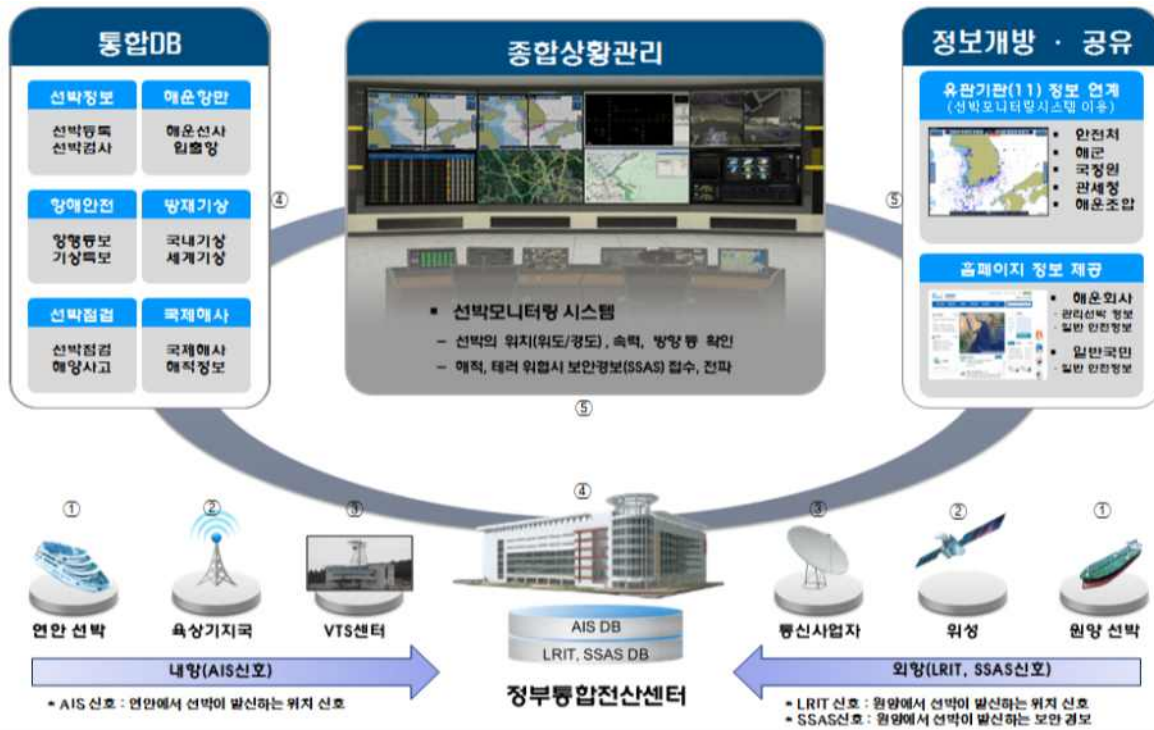 통합DB
선박정보
선박등록
선박검사
해운항만
해운선사
입출항
항해안전
항행통보
기상특보
방재기상
국내기상
세계기상
선박점검
선박점검
해양사고
국제해사
국제해사
해적정보
④
종합상황관리
▪ 선박모니터링 시스템
– 선박의 위치(위도/경도), 속력, 방향 등 확인
– 해적, 테러 위험시 보안경보(SSAS) 접수, 전파
⑤
정보개방 · 공유
유관기관(11) 정보 연계
(선박모니터링시스템 이용)
▪ 안전처
▪ 해군
▪ 국정원
▪ 관세청
▪ 해운조합
⑤
홈페이지 정보 제공
▪ 해운회사
· 관리선박 정보
· 일반 안전정보
▪ 일반국민
· 일반 안전정보
①
연안 선박
②
육상기지국
③
VTS센터
④
AIS DB
LRIT, SSAS DB
정부통합전산센터
③
통신사업자
②
위성
①
원양 선박
내항(AIS신호)
* AIS 신호 : 연안에서 선박이 발신하는 위치 신호
외항(LRIT, SSAS신호)
* LRIT 신호 : 원양에서 선박이 발신하는 위치 신호
* SSAS신호 : 원양에서 선박이 발신하는 보안 경보